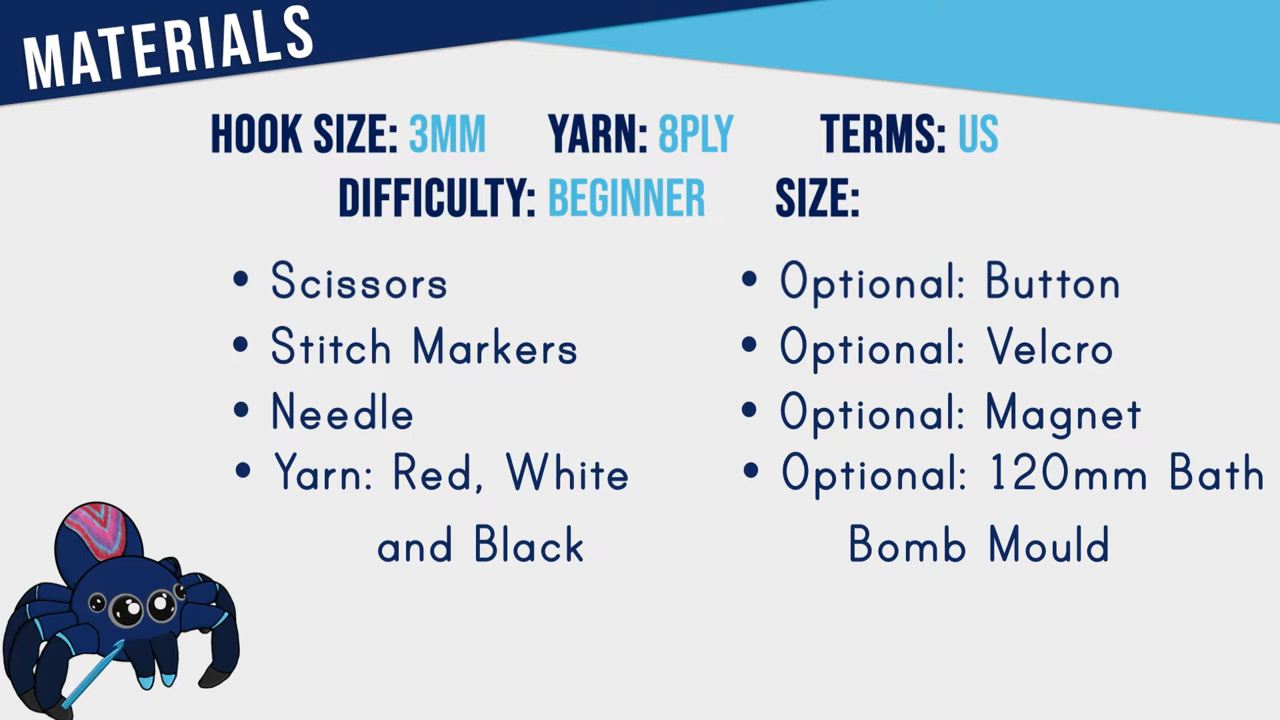 MATERIALS
HOOK SIZE: 3MM YARN: 8PLY TERMS: US
DIFFICULTY: BEGINNER SIZE:
• Scissors
• Stitch Markers
• Needle
• Yarn: Red, White
and Black
• Optional: Button
• Optional: Velcro
• Optional: Magnet
• Optional: 120mm Bath
Bomb Mould